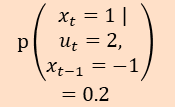 x_t = 1 |
p ( u_t = 2, )
x_{t-1} = -1
= 0.2